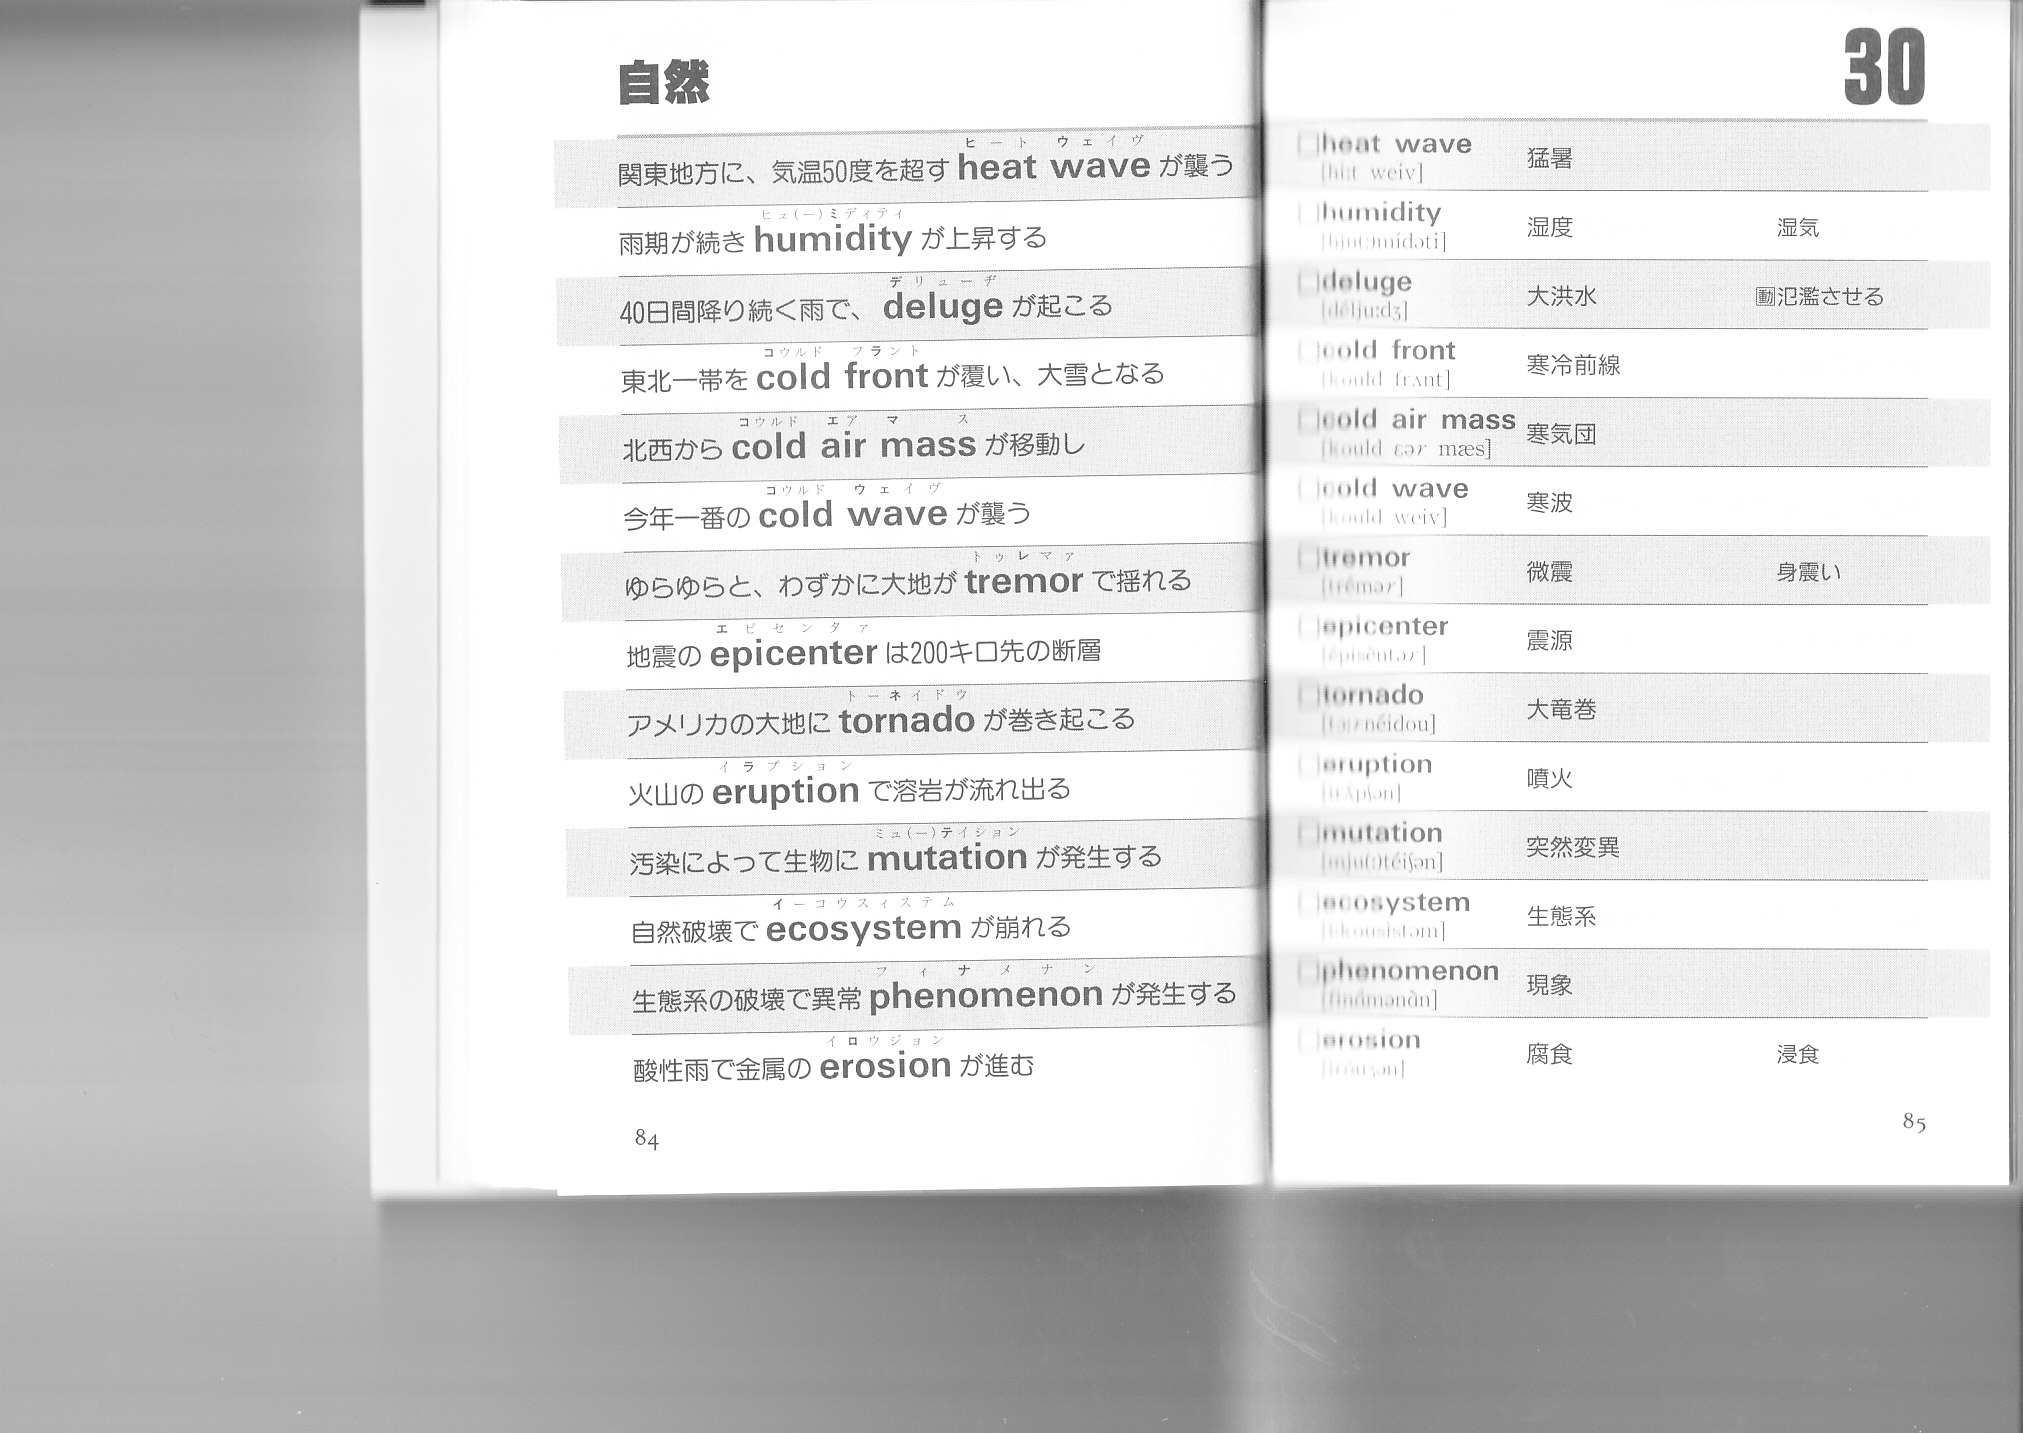 自然
ヒート ウェイヴ
関東地方に、気温50度を超す heat wave が襲う
ヒュ(ー)ミディティ
雨期が続き humidity が上昇する
デリューヂ
40日間降り続く雨で、 deluge が起こる
コウルド フラント
東北一帯を cold front が覆い、大雪となる
コウルド エア マス
北西から cold air mass が移動し
コウルド ウェイヴ
今年一番の cold wave が襲う
トゥレマァ
ゆらゆらと、わずかに大地が tremor で揺れる
エピセンタァ
地震の epicenter は200キロ先の断層
トーネイドウ
アメリカの大地に tornado が巻き起こる
イラプション
火山の eruption で溶岩が流れ出る
ミュ(ー)テイション
汚染によって生物に mutation が発生する
イーコウスィステム
自然破壊で ecosystem が崩れる
フィナメナン
生態系の破壊で異常 phenomenon が発生する
イロウジョン
酸性雨で金属の erosion が進む
84
30
heat wave 猛暑
[hi:t weiv]
humidity 湿度 湿気
[hju(:)mídəti]
deluge 大洪水 動氾濫させる
[délju:dʒ]
cold front 寒冷前線
[kould frʌnt]
cold air mass 寒気団
[kould ɛər mæs]
cold wave 寒波
[kould weiv]
tremor 微震 身震い
[trémər]
epicenter 震源
[épisèntər]
tornado 大竜巻
[tɔːrnéidou]
eruption 噴火
[irʌ́pʃən]
mutation 突然変異
[mju(:)téiʃən]
ecosystem 生態系
phenomenon 現象
[finámənàn]
erosion 腐食 浸食
[iróuʒən]
85